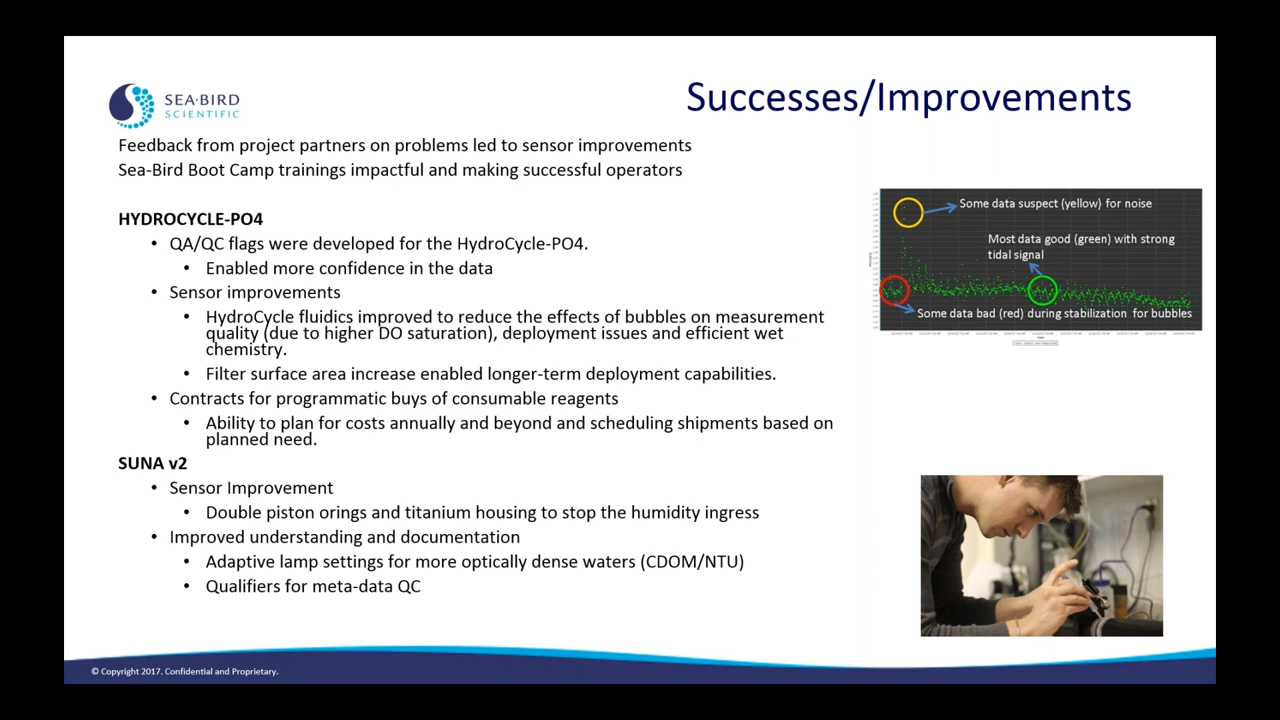 SEA·BIRD
SCIENTIFIC
Successes/Improvements
Feedback from project partners on problems led to sensor improvements
Sea-Bird Boot Camp trainings impactful and making successful operators
HYDROCYCLE-PO4
• QA/QC flags were developed for the HydroCycle-PO4.
• Enabled more confidence in the data
• Sensor improvements
• HydroCycle fluidics improved to reduce the effects of bubbles on measurement
quality (due to higher DO saturation), deployment issues and efficient wet
chemistry.
• Filter surface area increase enabled longer-term deployment capabilities.
• Contracts for programmatic buys of consumable reagents
• Ability to plan for costs annually and beyond and scheduling shipments based on
planned need.
SUNA v2
• Sensor Improvement
• Double piston orings and titanium housing to stop the humidity ingress
• Improved understanding and documentation
• Adaptive lamp settings for more optically dense waters (CDOM/NTU)
• Qualifiers for meta-data QC
Some data suspect (yellow) for noise
Most data good (green) with strong
tidal signal
Some data bad (red) during stabilization for bubbles
© Copyright 2017. Confidential and Proprietary.